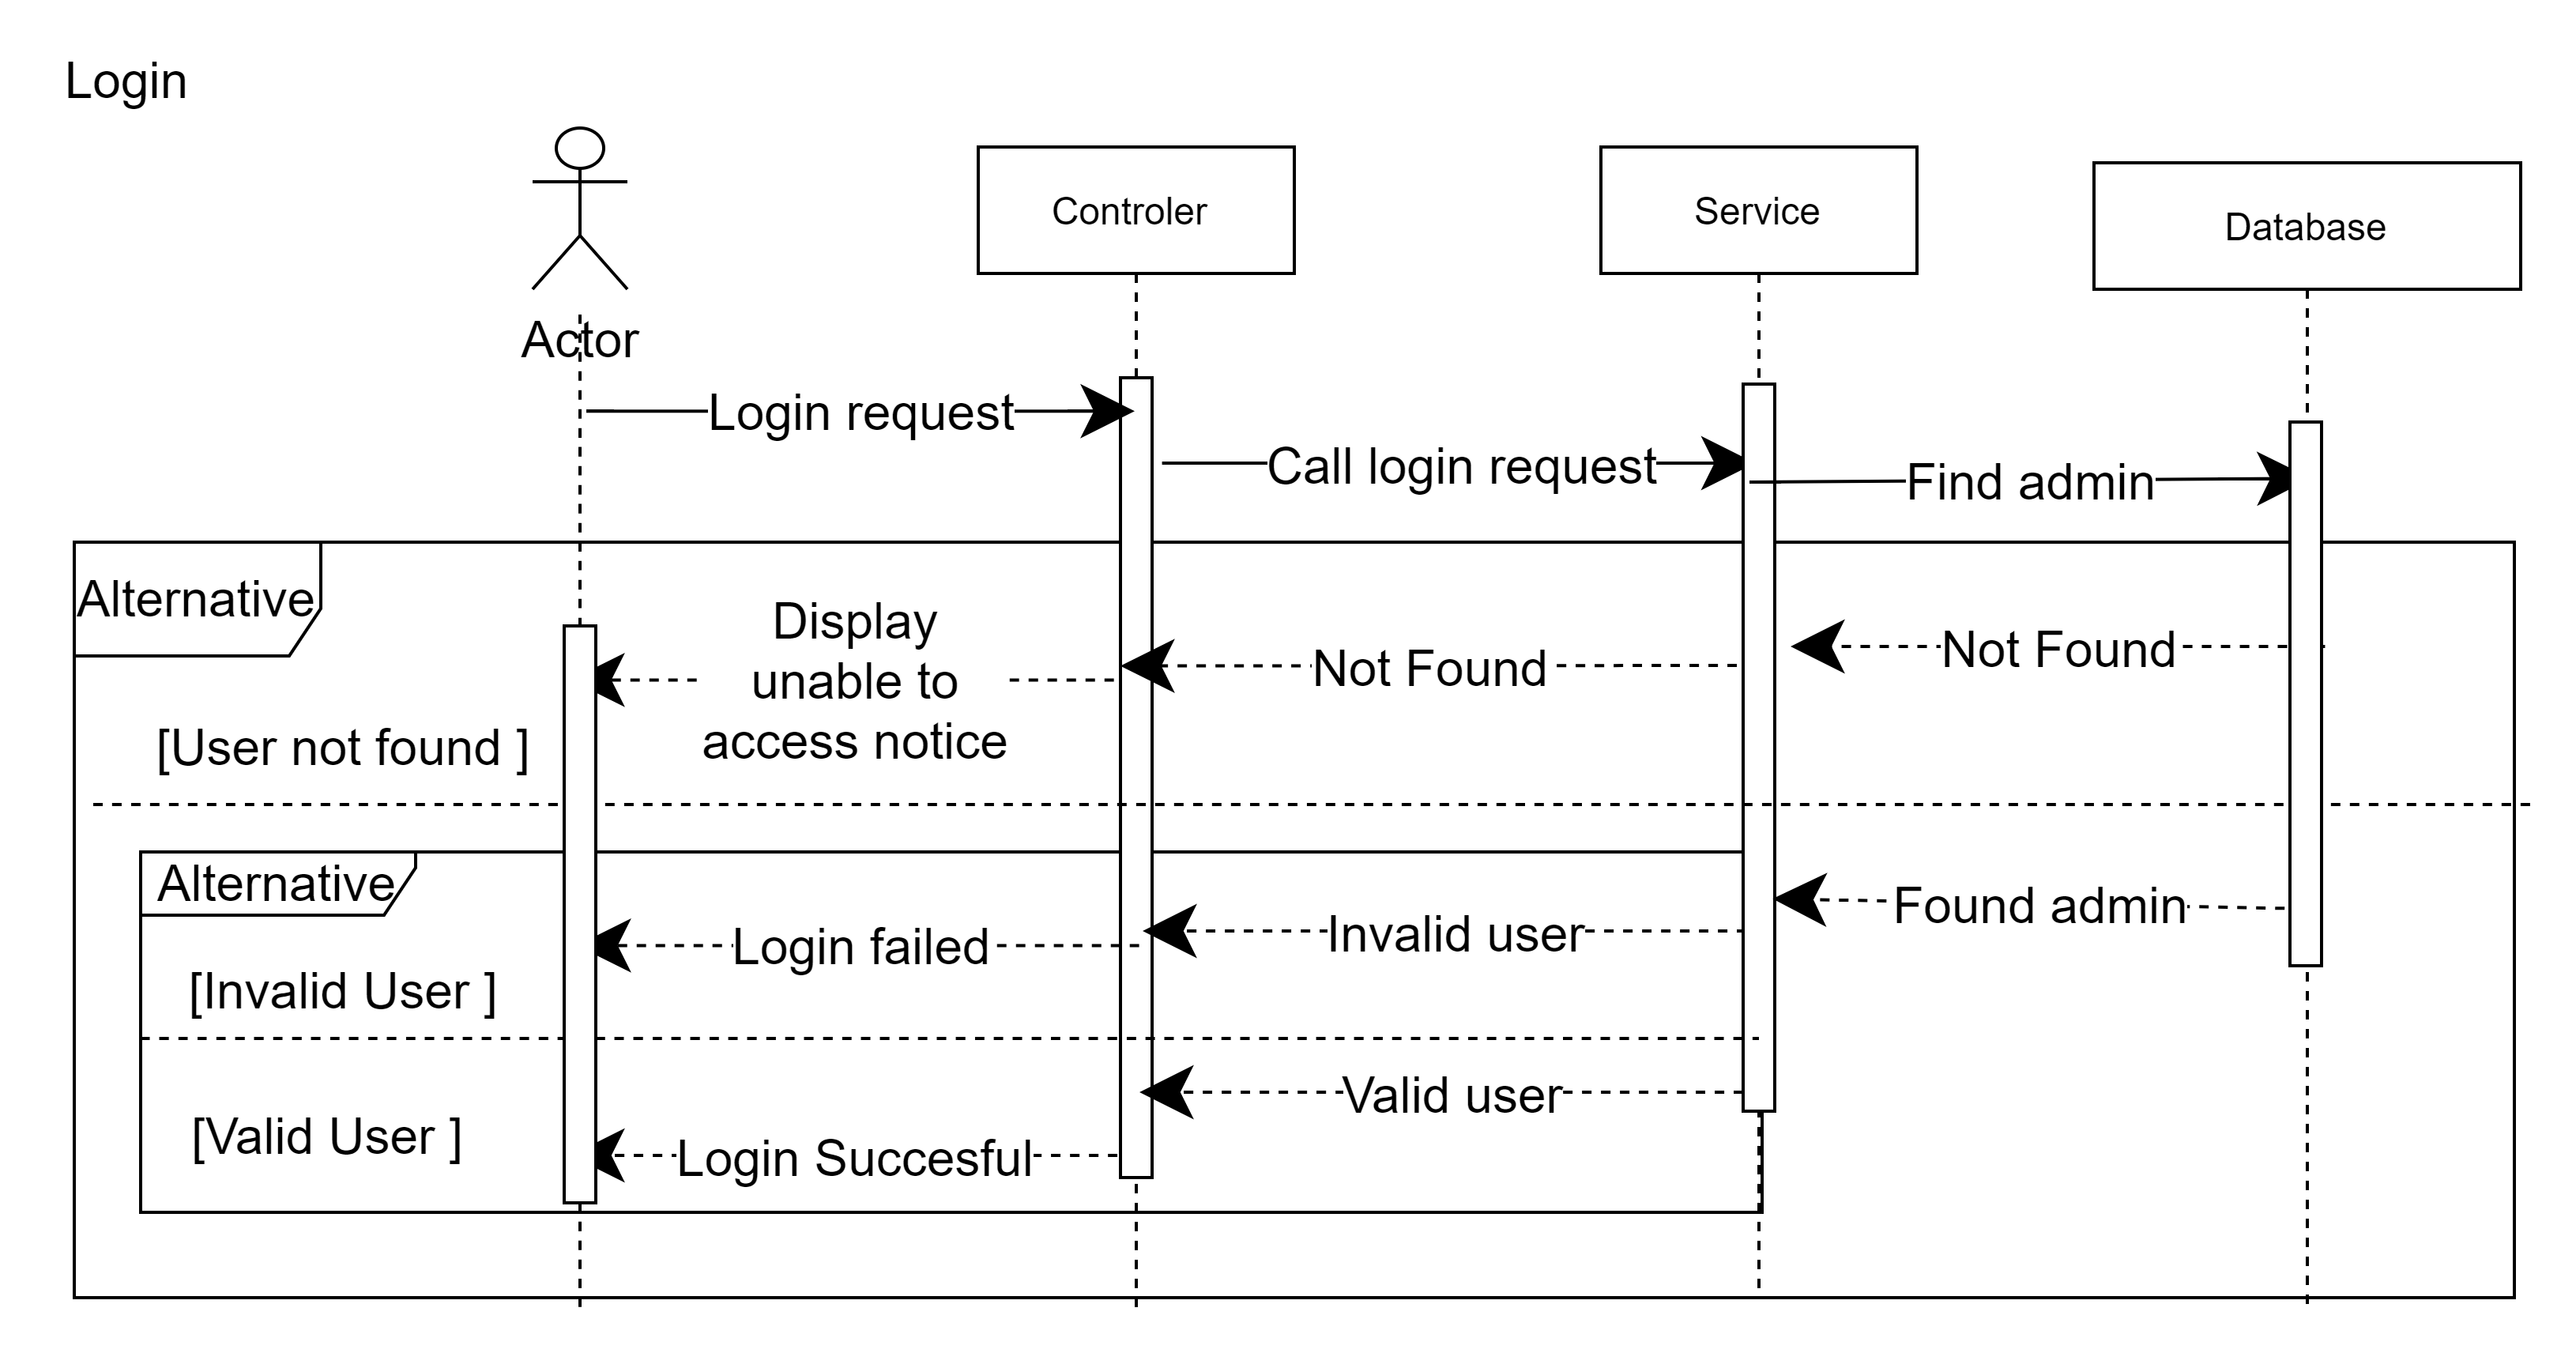 Login
Actor
Controler
Service
Database
Login request
Call login request
Find admin
Alternative
Display
unable to
access notice
Not Found
Not Found
[User not found ]
Alternative
Login failed
Invalid user
Found admin
[Invalid User ]
Valid user
[Valid User ]
Login Succesful